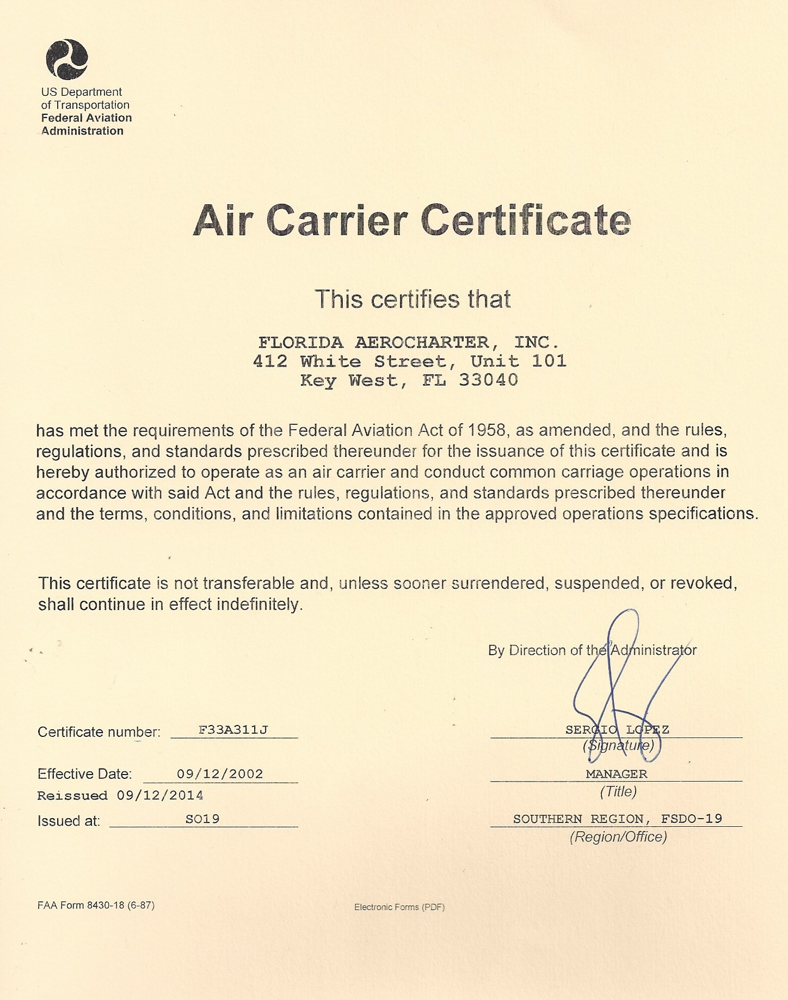 US Department
of Transportation
Federal Aviation
Administration
Air Carrier Certificate
This certifies that
FLORIDA AEROCHARTER, INC.
412 White Street, Unit 101
Key West, FL 33040
has met the requirements of the Federal Aviation Act of 1958, as amended, and the rules,
regulations, and standards prescribed thereunder for the issuance of this certificate and is
hereby authorized to operate as an air carrier and conduct common carriage operations in
accordance with said Act and the rules, regulations, and standards prescribed thereunder
and the terms, conditions, and limitations contained in the approved operations specifications.
This certificate is not transferable and, unless sooner surrendered, suspended, or revoked,
shall continue in effect indefinitely.
By Direction of the Administrator
Certificate number: F33A311J
SERGIO LOPEZ
(Signature)
Effective Date: 09/12/2002
MANAGER
Reissued 09/12/2014
(Title)
Issued at: SO19
SOUTHERN REGION, FSDO-19
(Region/Office)
FAA Form 8430-18 (6-87)
Electronic Forms (PDF)